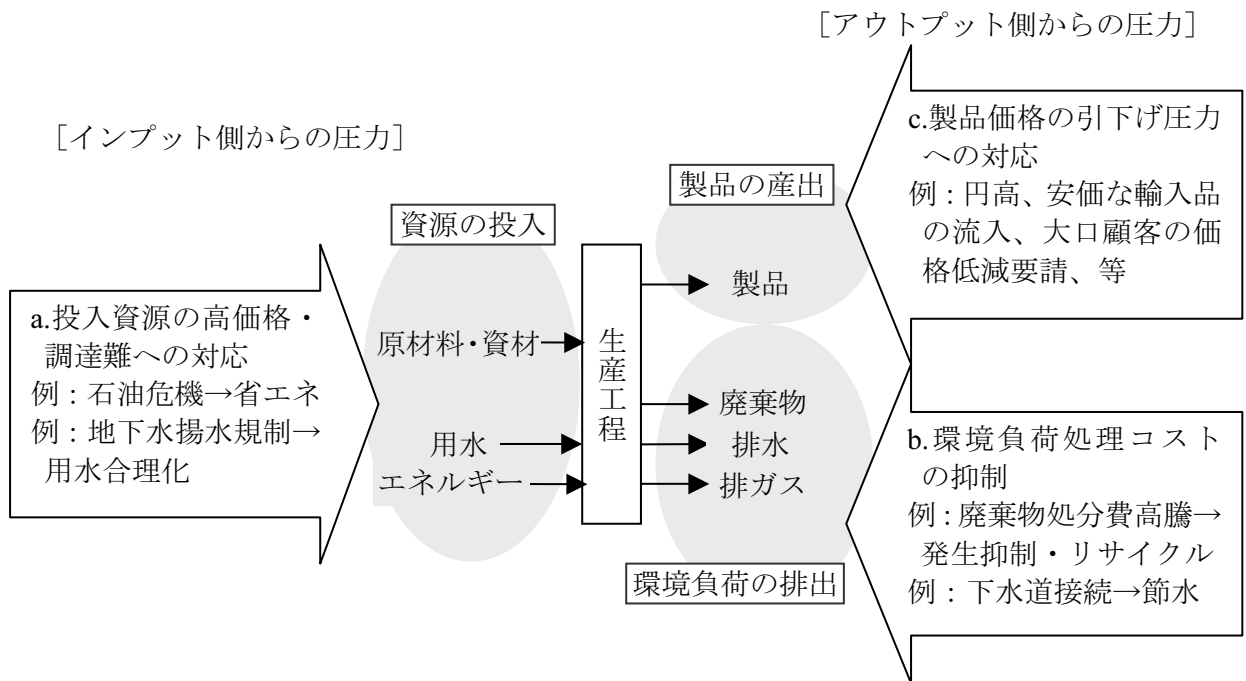 ［アウトプット側からの圧力］
［インプット側からの圧力］
a.投入資源の高価格・
調達難への対応
例：石油危機→省エネ
例：地下水揚水規制→
用水合理化
資源の投入
原材料・資材
用水
エネルギー
生産工程
製品の産出
製品
廃棄物
排水
排ガス
環境負荷の排出
c.製品価格の引下げ圧力
への対応
例：円高、安価な輸入品
の流入、大口顧客の価
格低減要請、等
b.環境負荷処理コスト
の抑制
例：廃棄物処分費高騰→
発生抑制・リサイクル
例：下水道接続→節水